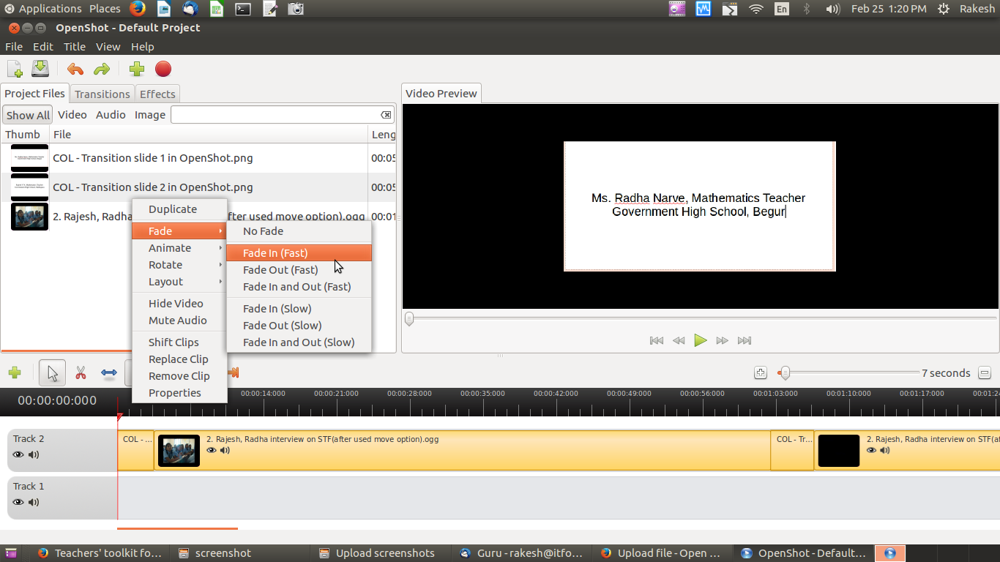 Applications Places
En
Feb 25 1:20 PM
Rakesh
OpenShot - Default Project
File Edit Title View Help
Project Files Transitions Effects
Show All Video Audio Image
Thumb File Leng
COL - Transition slide 1 in OpenShot.png 00:05
COL - Transition slide 2 in OpenShot.png 00:05
2. Rajesh, Radha fter used move option).ogg 00:01
Duplicate
Fade
Animate
Rotate
Layout
Hide Video
Mute Audio
Shift Clips
Replace Clip
Remove Clip
Properties
No Fade
Fade In (Fast)
Fade Out (Fast)
Fade In and Out (Fast)
Fade In (Slow)
Fade Out (Slow)
Fade In and Out (Slow)
Video Preview
Ms. Radha Narve, Mathematics Teacher
Government High School, Begur
7 seconds
00:00:00:000
00:00:14:000 00:00:21:000 00:00:28:000 00:00:35:000 00:00:42:000 00:00:49:000 00:00:56:000 00:01:03:000 00:01:10:000 00:01:17:000 00:01:24
Track 2
COL - ...
2. Rajesh, Radha interview on STF(after used move option).ogg
COL - Tr...
2. Rajesh, Radha interview on STF(af
Track 1
Teachers' toolkit fo... screenshot Upload screenshots Guru - rakesh@itfo... Upload file - Open ... OpenShot - Default...